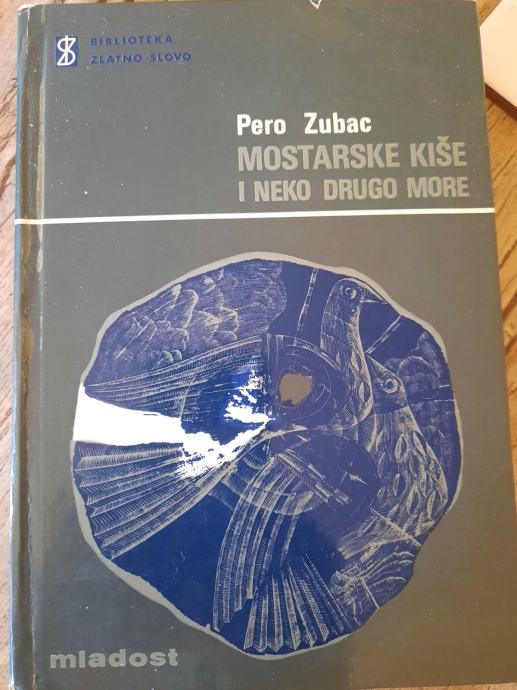 BIBLIOTEKA
ZLATNO SLOVO
Pero Zubac
MOSTARSKE KIŠE
I NEKO DRUGO MORE
mladost